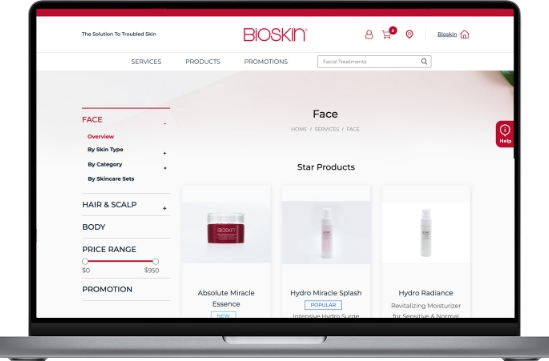 The Solution To Troubled Skin
BIOSKIN
0
Bioskin
SERVICES
PRODUCTS
PROMOTIONS
Facial Treatments
Face
HOME / SERVICES / FACE
Help
FACE
-
Overview
By Skin Type
+
By Category
+
By Skincare Sets
HAIR & SCALP
+
BODY
PRICE RANGE
$0
$950
PROMOTION
Star Products
BIOSKIN
Absolute Miracle
Essence
NEW
Hydro Miracle Splash
POPULAR
Intensive Hydro Surge
Hydro Radiance
Revitalizing Moisturizer
for Sensitive & Normal